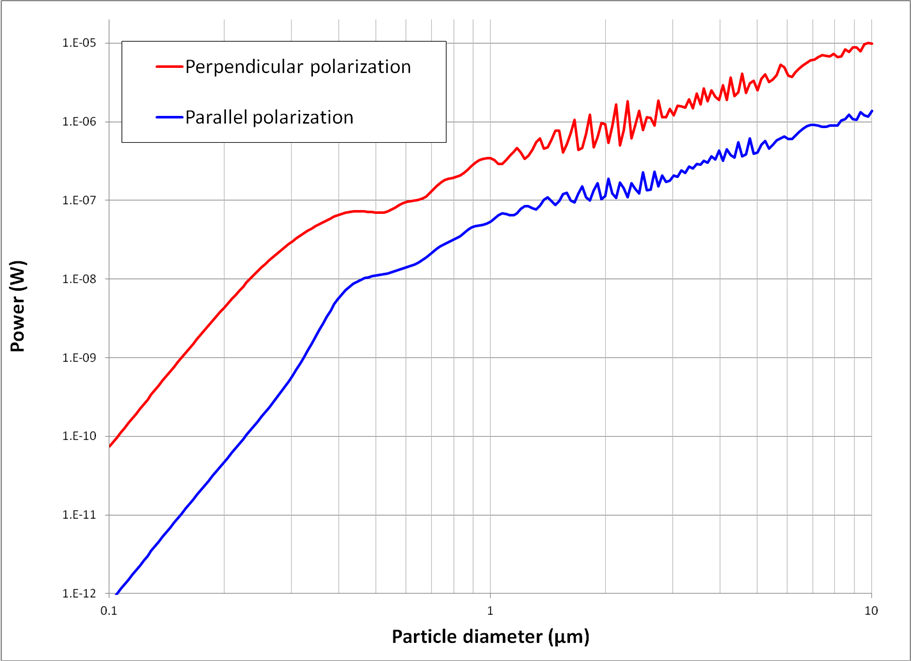 1.E-05
Perpendicular polarization
1.E-06
Parallel polarization
1.E-07
1.E-08
Power (W)
1.E-09
1.E-10
1.E-11
1.E-12
0.1
1
10
Particle diameter (µm)